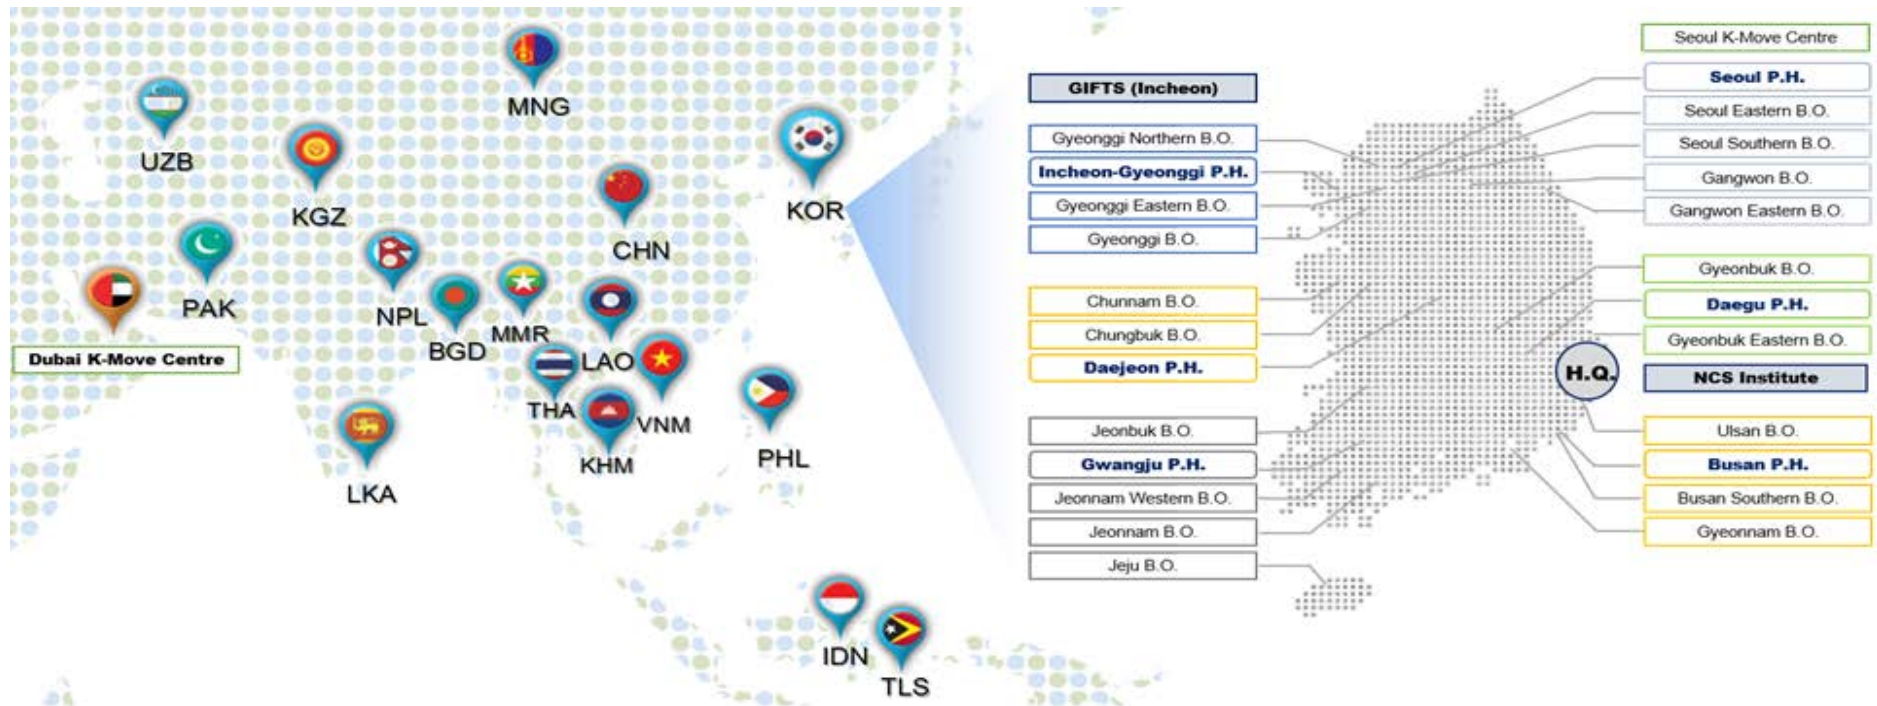 MNG
UZB
KGZ
KOR
CHN
PAK
NPL
BGD
MMR
LAO
Dubai K-Move Centre
THA
VNM
KHM
PHL
LKA
IDN
TLS
GIFTS (Incheon)
Gyeonggi Northern B.O.
Incheon-Gyeonggi P.H.
Gyeonggi Eastern B.O.
Gyeonggi B.O.
Chunnam B.O.
Chungbuk B.O.
Daejeon P.H.
Jeonbuk B.O.
Gwangju P.H.
Jeonnam Western B.O.
Jeonnam B.O.
Jeju B.O.
Seoul K-Move Centre
Seoul P.H.
Seoul Eastern B.O.
Seoul Southern B.O.
Gangwon B.O.
Gangwon Eastern B.O.
Gyeonbuk B.O.
Daegu P.H.
Gyeonbuk Eastern B.O.
H.Q.
NCS Institute
Ulsan B.O.
Busan P.H.
Busan Southern B.O.
Gyeonnam B.O.